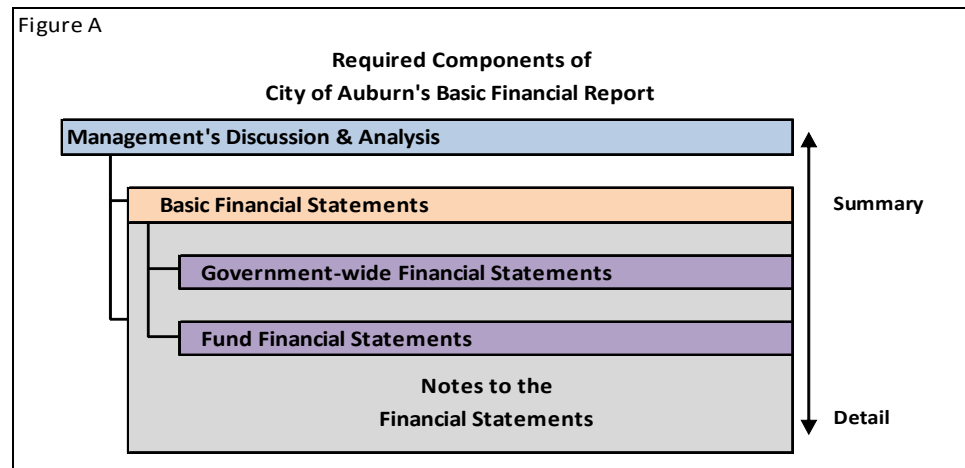 Figure A
Required Components of
City of Auburn's Basic Financial Report
Management's Discussion & Analysis
Basic Financial Statements
Summary
Government-wide Financial Statements
Fund Financial Statements
Notes to the
Financial Statements
Detail